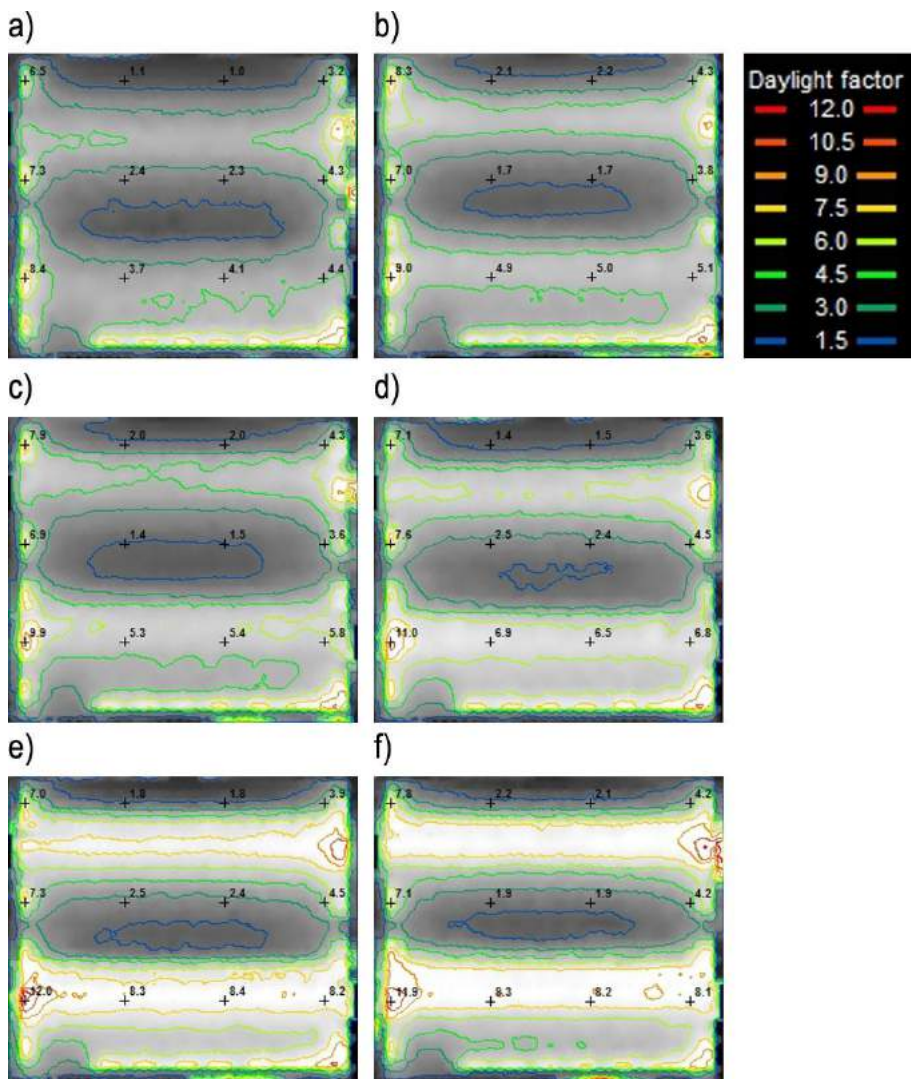 a)
b)
6.5 1.1 1.0 3.2
7.3 2.4 2.3 4.3
8.4 3.7 4.1 4.4
8.3 2.1 2.2 4.3
7.0 1.7 1.7 3.8
9.0 4.9 5.0 5.1
Daylight factor
12.0
10.5
9.0
7.5
6.0
4.5
3.0
1.5
c)
d)
7.9 2.0 2.0 4.3
6.9 1.4 1.5 3.6
9.9 5.3 5.4 5.8
7.1 1.4 1.5 3.6
7.6 2.5 2.4 4.5
11.0 6.9 6.5 6.8
e)
f)
7.0 1.8 1.8 3.9
7.3 2.5 2.4 4.5
12.0 8.3 8.4 8.2
7.8 2.2 2.1 4.2
7.1 1.9 1.9 4.2
11.9 8.3 8.2 8.1